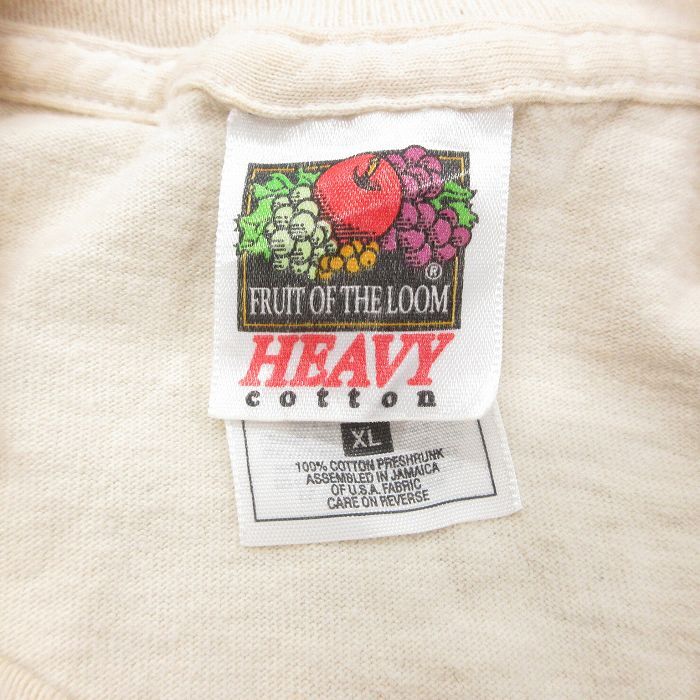 ®
FRUIT OF THE LOOM
HEAVY
cotton
XL
100% COTTON PRESHRUNK
ASSEMBLED IN JAMAICA
OF U.S.A. FABRIC
CARE ON REVERSE